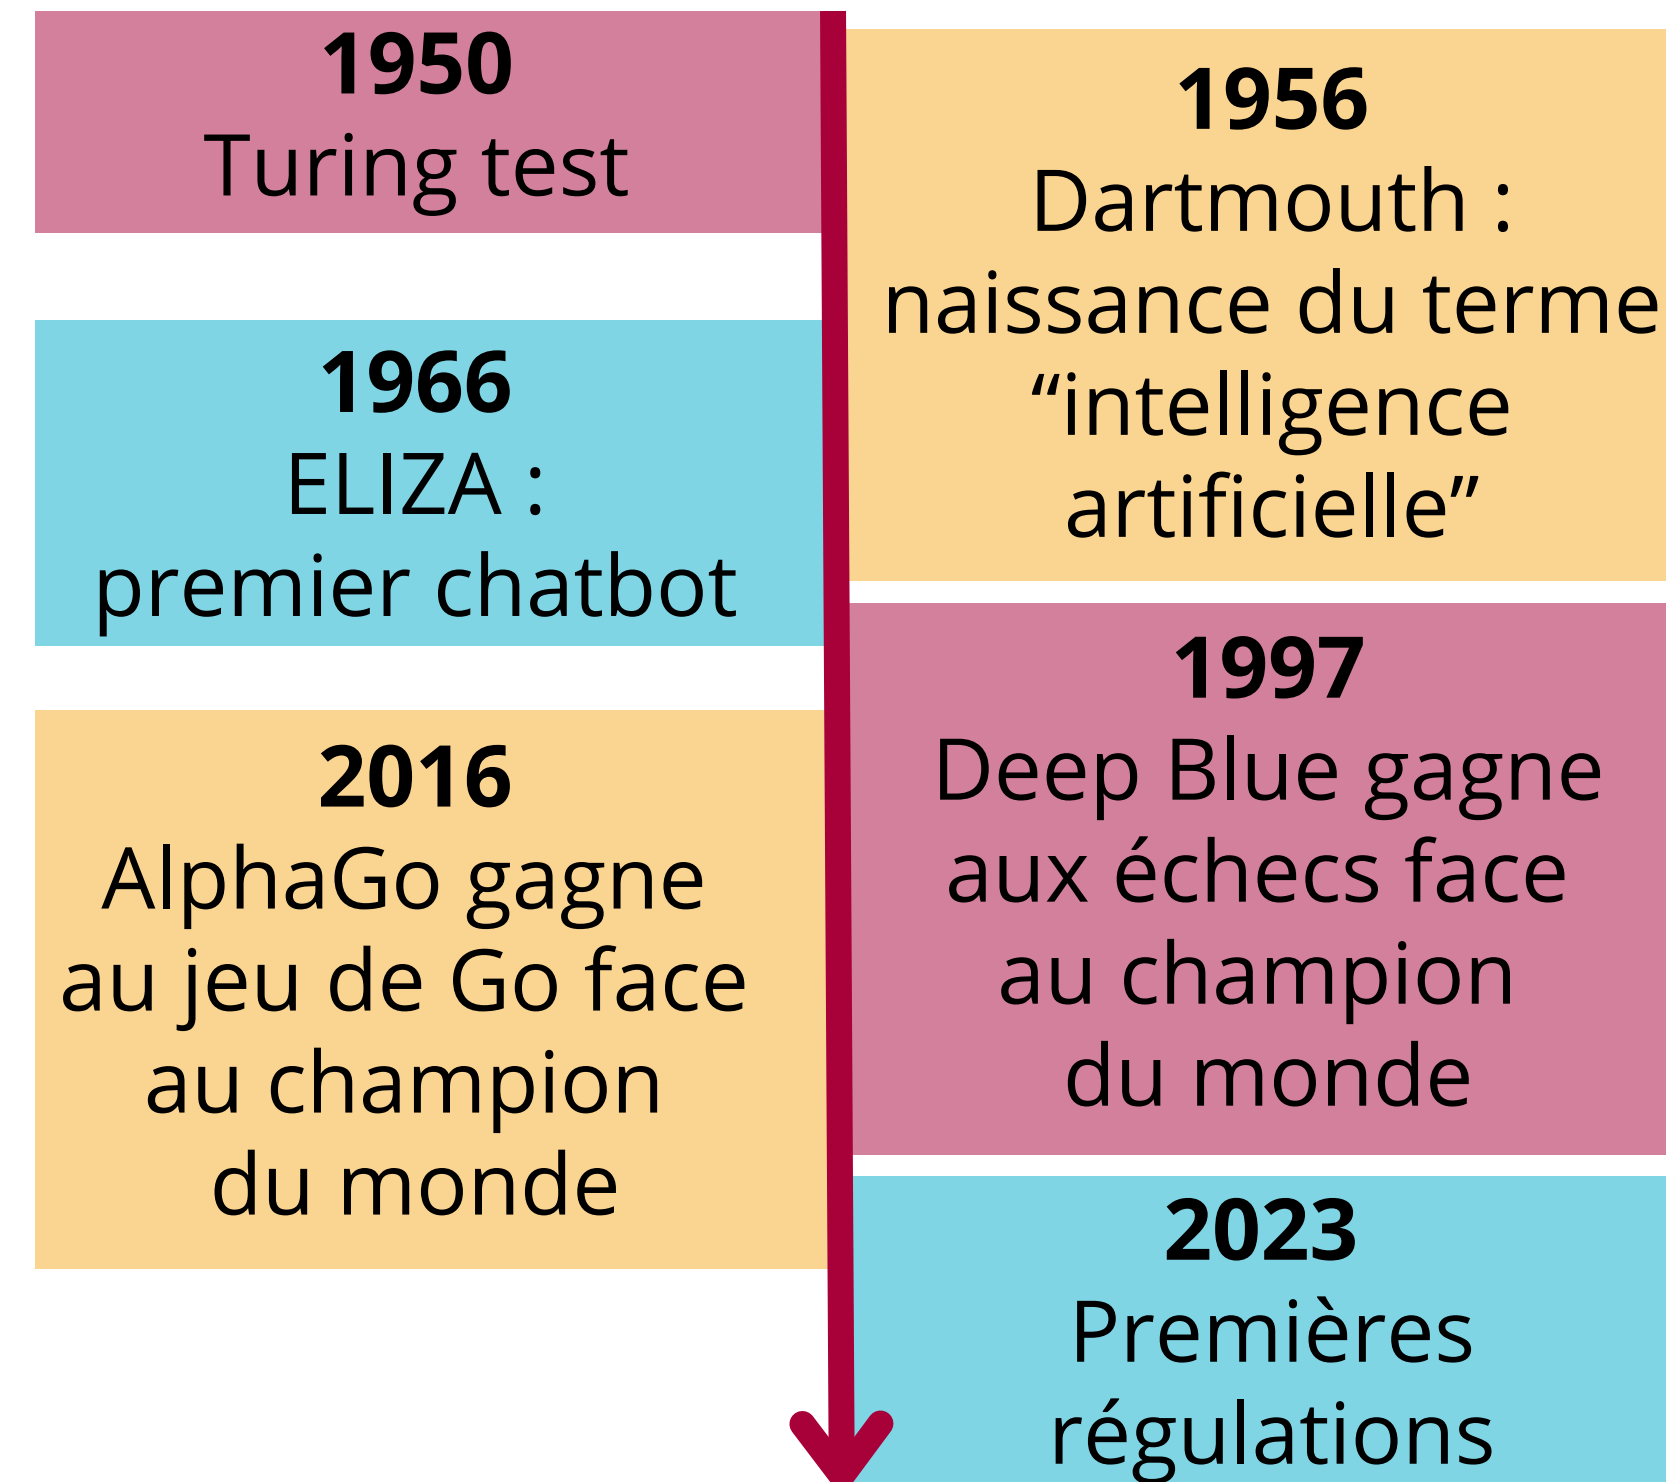 1950
Turing test
1956
Dartmouth :
naissance du terme
“intelligence
artificielle”
1966
ELIZA :
premier chatbot
1997
Deep Blue gagne
aux échecs face
au champion
du monde
2016
AlphaGo gagne
au jeu de Go face
au champion
du monde
2023
Premières
régulations